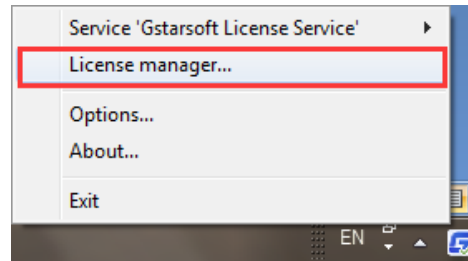 Service 'Gstarsoft License Service'
License manager...
Options...
About...
Exit
EN